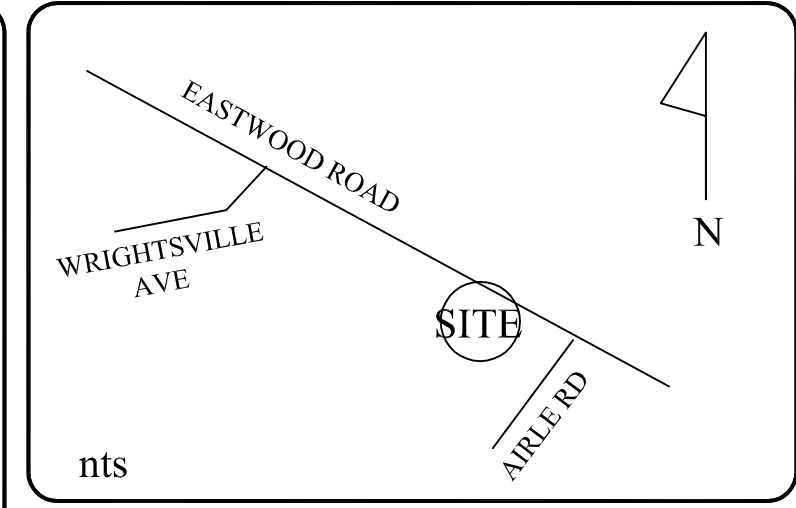 EASTWOOD ROAD
N
WRIGHTSVILLE
AVE
SITE
AIRLE RD
nts